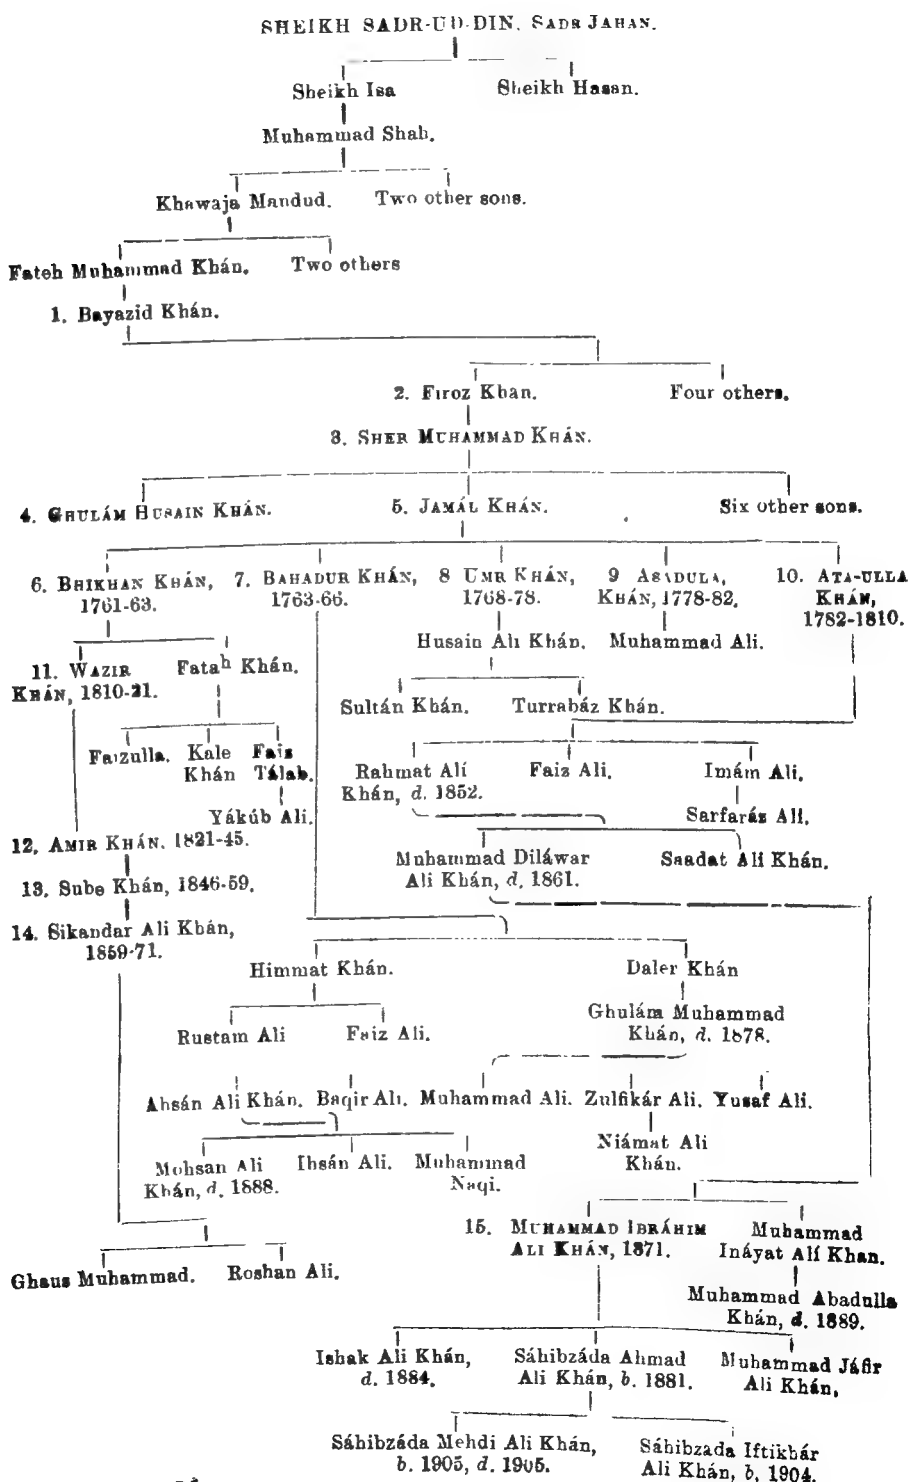 SHEIKH SADR-UD-DIN, SADR JAHAN.
Sheikh Isa Sheikh Hasan.
Muhammad Shah.
Khawaja Mandud. Two other sons.
Fateh Muhammad Khán. Two others
1. Bayazid Khán.
2. Firoz Khan. Four others.
3. SHER MUHAMMAD KHÁN.
4. GHULÁM HUSAIN KHÁN. 5. JAMÁL KHÁN. Six other sons.
6. BHIKHAN KHÁN, 7. BAHADUR KHÁN, 8 UMR KHÁN, 9 ASADULA, 10. ATA-ULLA
1761-63. 1763-66. 1768-78. KHÁN, 1778-82. KHÁN,
1782-1810.
Husain Ali Khán. Muhammad Ali.
11. WAZIR Fatah Khán.
KHÁN, 1810-21.
Sultán Khán. Turrabáz Khán.
Faizulla. Kale Faiz
Khán Tálab.
Rahmat Alí Faiz Ali. Imám Ali.
Khán, d. 1852.
Yákúb Ali. Sarfaráz Ali.
12. AMIR KHÁN. 1821-45.
Muhammad Diláwar Saadat Ali Khán.
Ali Khán, d. 1861.
13. Sube Khán, 1846-59.
14. Sikandar Ali Khán,
1859-71.
Himmat Khán. Daler Khán
Rustam Ali Faiz Ali. Ghulám Muhammad
Khán, d. 1878.
Ahsán Ali Khán. Baqir Ali. Muhammad Ali. Zulfikár Ali. Yusaf Ali.
Mohsan Ali Ihsán Ali. Muhammad Niámat Ali
Khán, d. 1888. Naqi. Khán.
15. MUHAMMAD IBRÁHIM Muhammad
ALI KHÁN, 1871. Ináyat Alí Khan.
Ghaus Muhammad. Roshan Ali.
Muhammad Abadulla
Khán, d. 1889.
Ishak Ali Khán, Sáhibzáda Ahmad Muhammad Jáfir
d. 1884. Ali Khán, b. 1881. Ali Khán,
Sáhibzáda Mehdi Ali Khán, Sáhibzada Iftikhár
b. 1905, d. 1905. Ali Khán, b. 1904.